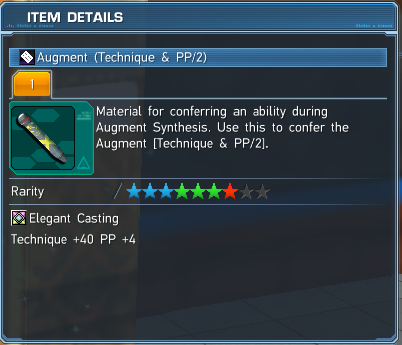 ITEM DETAILS
Augment (Technique & PP/2)
1
Material for conferring an ability during
Augment Synthesis. Use this to confer the
Augment [Technique & PP/2].
Rarity
Elegant Casting
Technique +40 PP +4